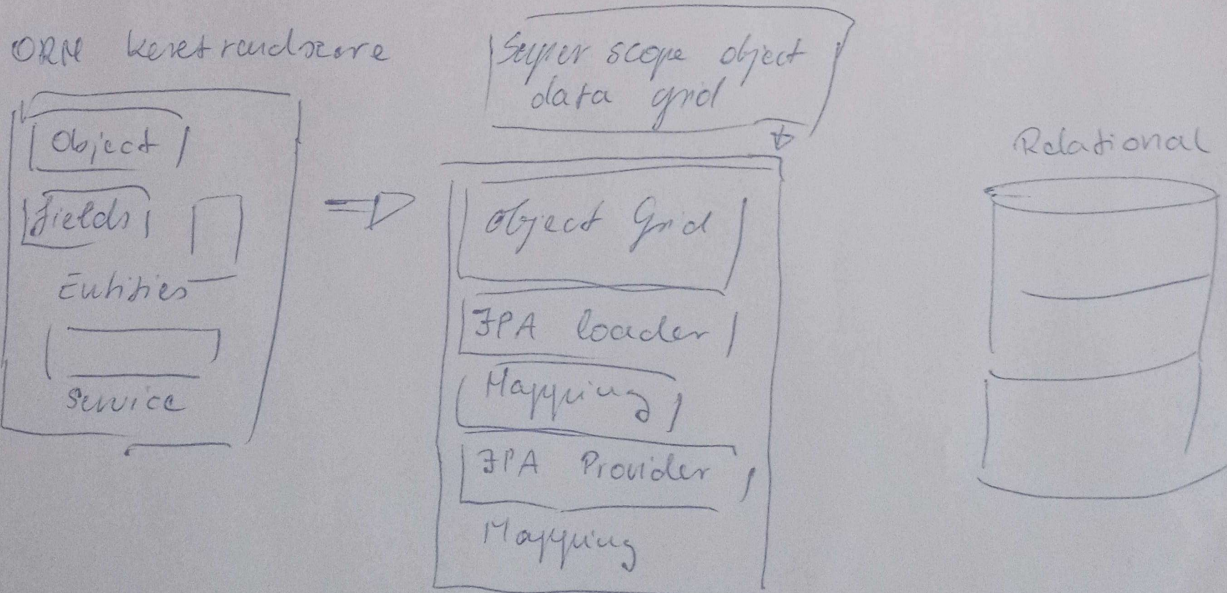 ORM keretrendszere
Super scope object
data grid
Object
fields
Entities
Service
Object Grid
JPA loader
Mapping
JPA Provider
Mapping
Relational